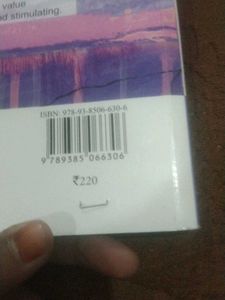 value
d stimulating.
ISBN: 978-93-8506-630-6
9 789385 066306
₹220